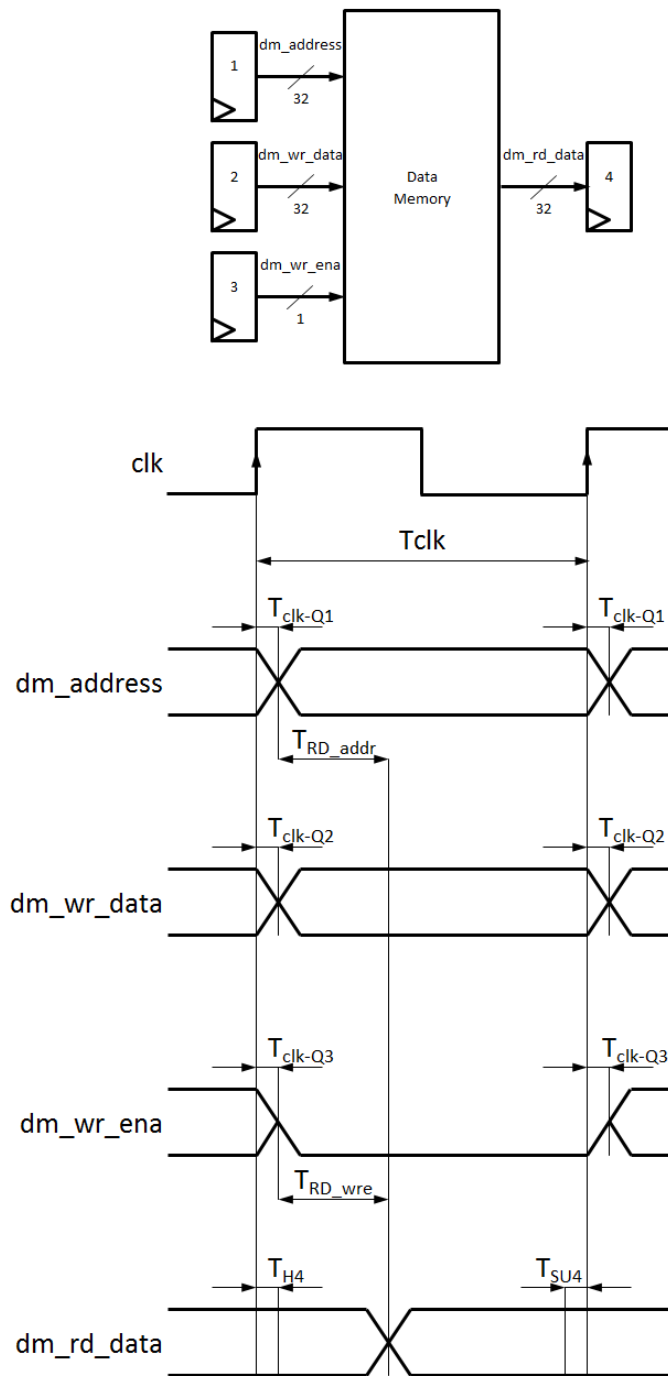 1
dm_address
32
2
dm_wr_data
32
3
dm_wr_ena
1
Data
Memory
dm_rd_data
32
4
clk
Tclk
Tclk-Q1
Tclk-Q1
dm_address
TRD_addr
Tclk-Q2
Tclk-Q2
dm_wr_data
Tclk-Q3
Tclk-Q3
dm_wr_ena
TRD_wre
TH4
TSU4
dm_rd_data